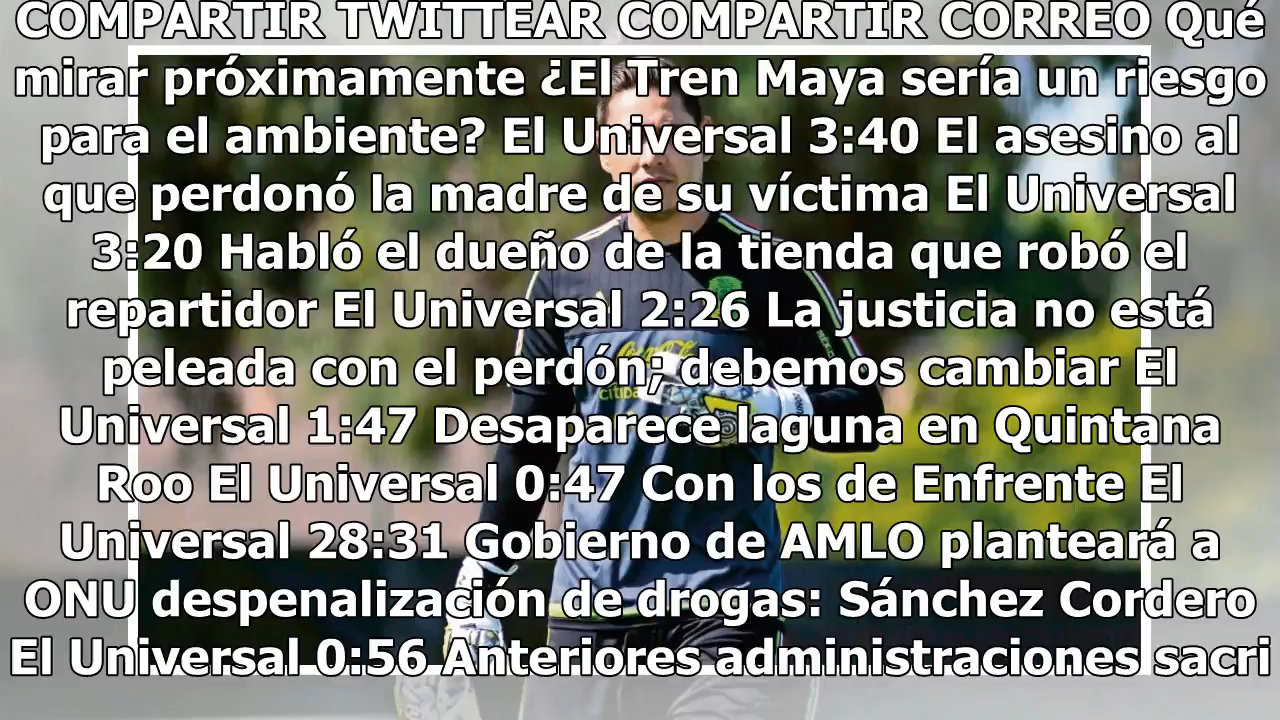 COMPARTIR TWITTEAR COMPARTIR CORREO Qué
mirar próximamente ¿El Tren Maya sería un riesgo
para el ambiente? El Universal 3:40 El asesino al
que perdonó la madre de su víctima El Universal
3:20 Habló el dueño de la tienda que robó el
repartidor El Universal 2:26 La justicia no está
peleada con el perdón; debemos cambiar El
Universal 1:47 Desaparece laguna en Quintana
Roo El Universal 0:47 Con los de Enfrente El
Universal 28:31 Gobierno de AMLO planteará a
ONU despenalización de drogas: Sánchez Cordero
El Universal 0:56 Anteriores administraciones sacri